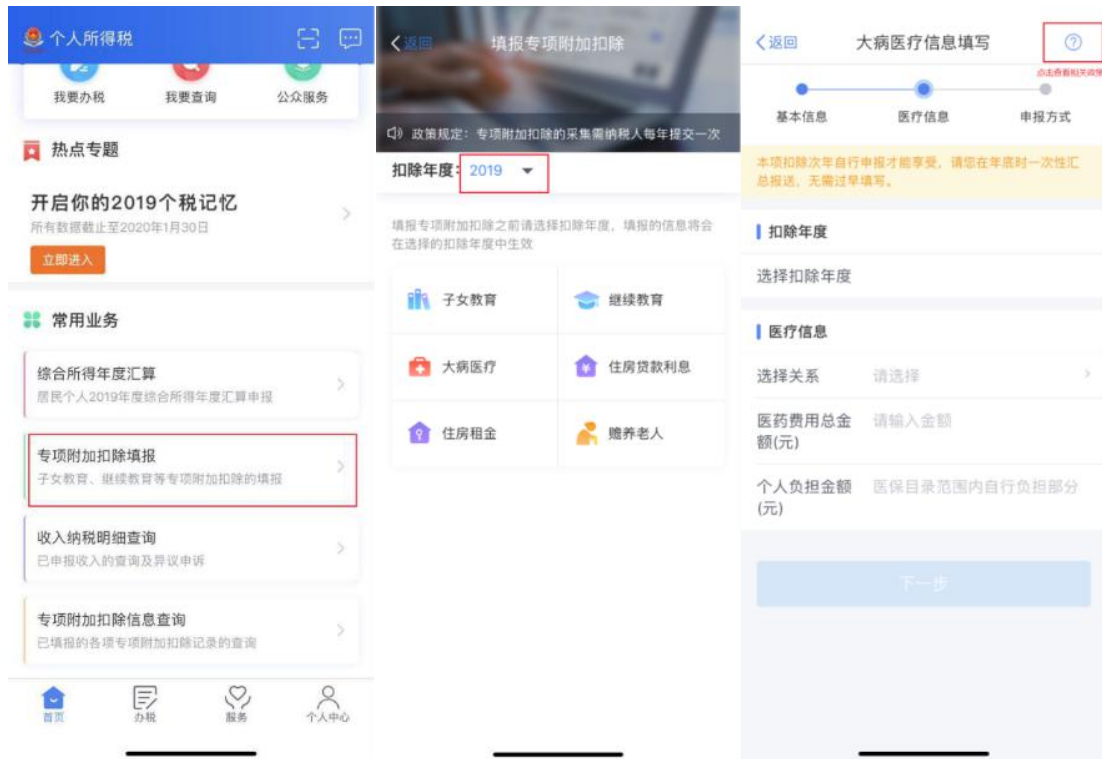 个人所得税
我要办税
我要查询
公众服务
热点专题
开启你的2019个税记忆
所有数据截止至2020年1月30日
立即进入
常用业务
综合所得年度汇算
居民个人2019年度综合所得年度汇算申报
专项附加扣除填报
子女教育、继续教育等专项附加扣除的填报
收入纳税明细查询
已申报收入的查询及异议申诉
专项附加扣除信息查询
已填报的各项专项附加扣除记录的查询
首页
办税
服务
个人中心
返回
填报专项附加扣除
政策规定：专项附加扣除的采集需纳税人每年提交一次
扣除年度：2019
填报专项附加扣除之前请选择扣除年度，填报的信息将会
在选择的扣除年度中生效
子女教育
继续教育
大病医疗
住房贷款利息
住房租金
赡养老人
返回
大病医疗信息填写
点击查看相关政策
基本信息
医疗信息
申报方式
本项扣除次年自行申报才能享受，请您在年底时一次性汇
总报送，无需过早填写。
扣除年度
选择扣除年度
医疗信息
选择关系 请选择
医药费用总金 请输入金额
额(元)
个人负担金额 医保目录范围内自行负担部分
(元)
下一步